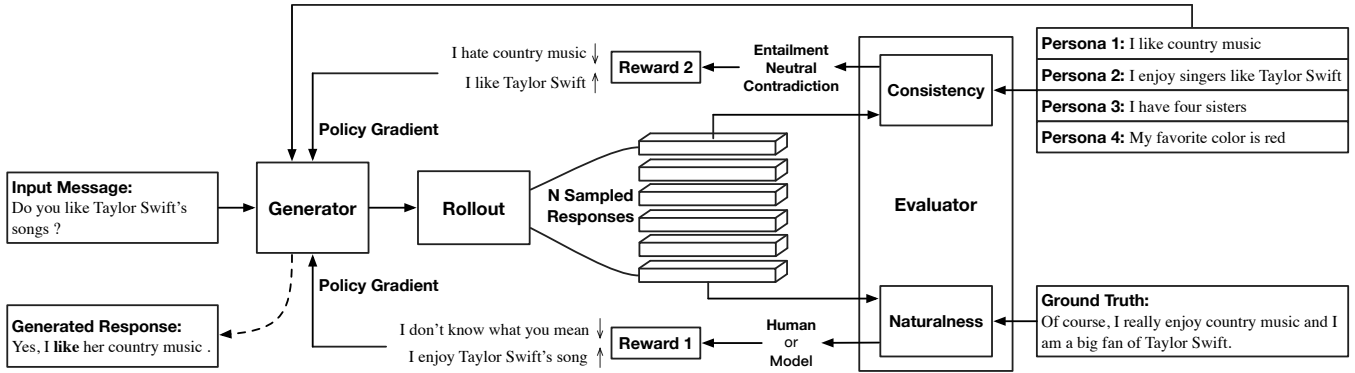 Persona 1: I like country music
Persona 2: I enjoy singers like Taylor Swift
Persona 3: I have four sisters
Persona 4: My favorite color is red
I hate country music ↓
I like Taylor Swift ↑
Reward 2
Entailment
Neutral
Contradiction
Consistency
Policy Gradient
Input Message:
Do you like Taylor Swift's
songs ?
Generator
Rollout
N Sampled
Responses
Evaluator
Policy Gradient
Generated Response:
Yes, I like her country music .
I don't know what you mean ↓
I enjoy Taylor Swift's song ↑
Reward 1
Human
or
Model
Naturalness
Ground Truth:
Of course, I really enjoy country music and I
am a big fan of Taylor Swift.